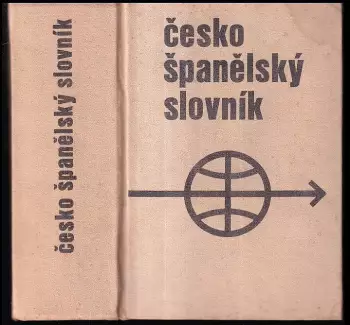 česko španělský slovník
česko
španělský
slovník